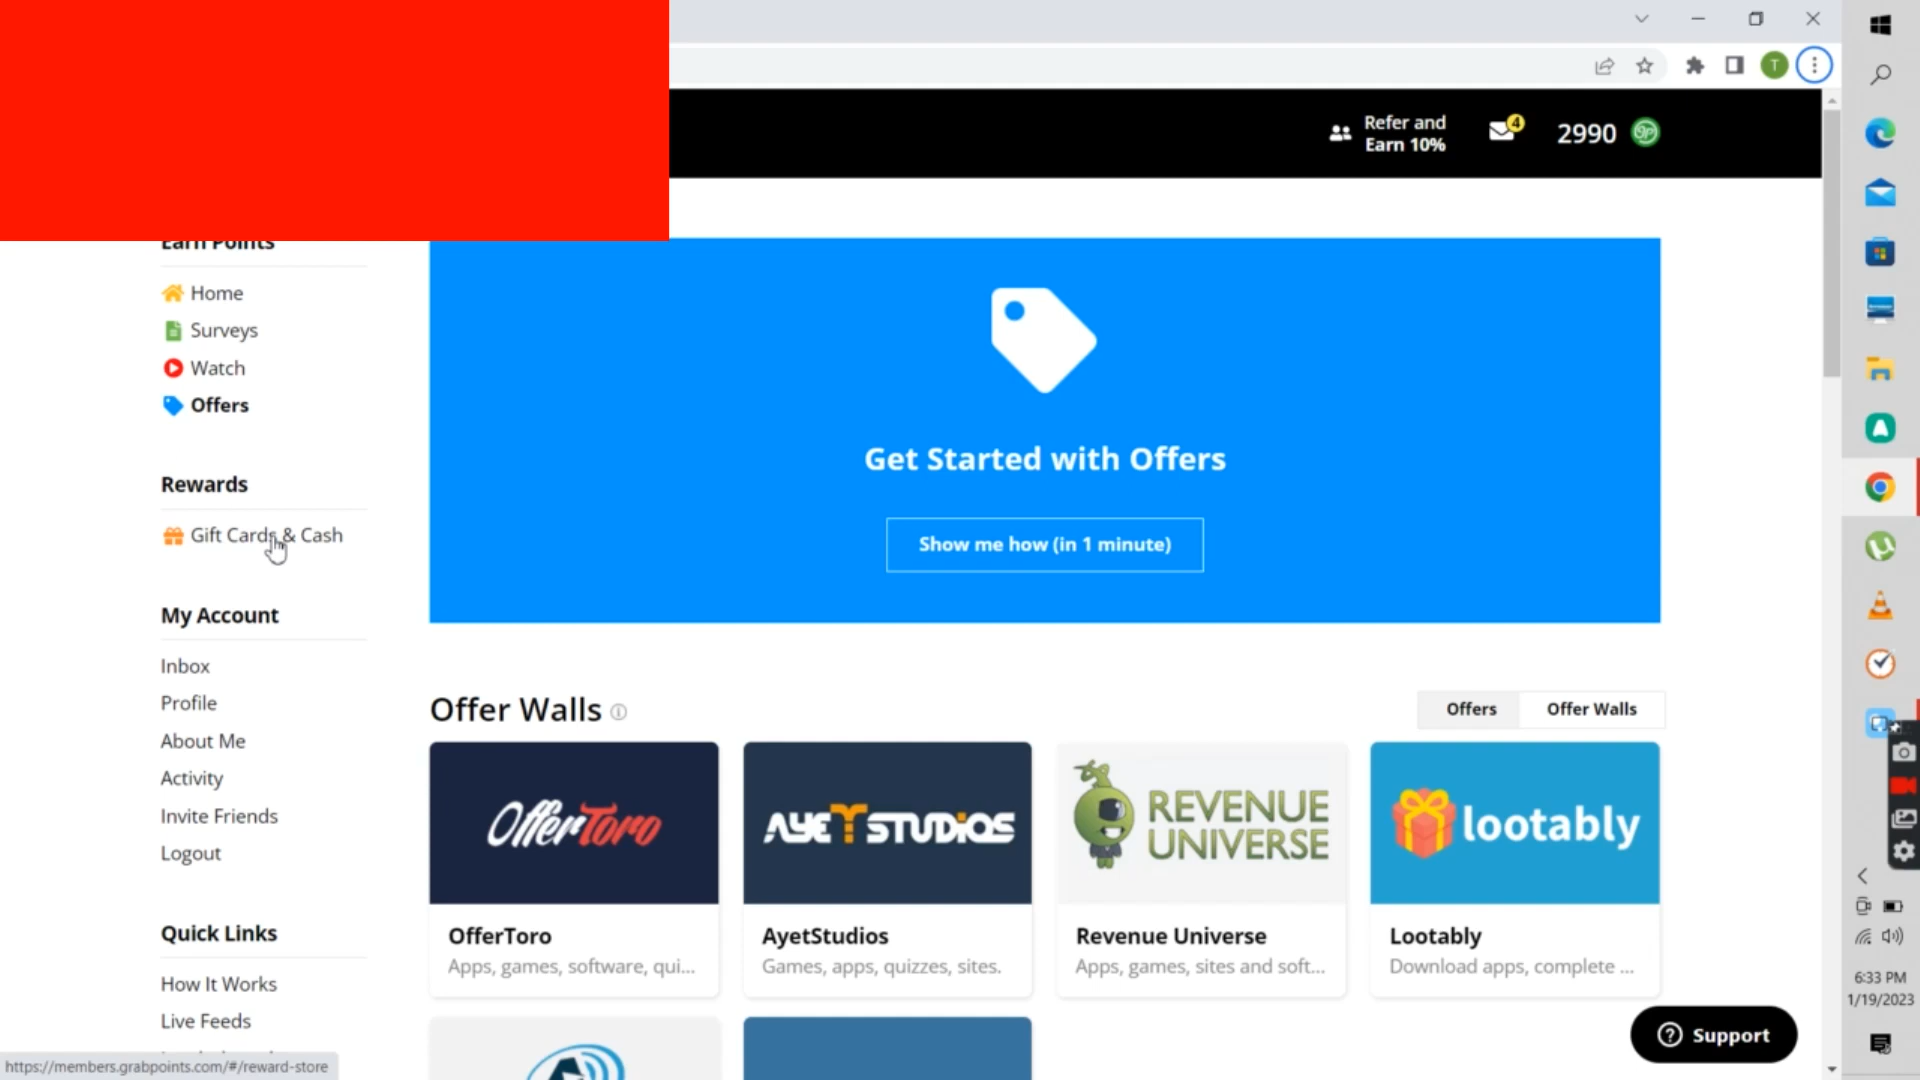 Refer and
Earn 10%
4
2990
T
Earn Points
Home
Surveys
Watch
Offers
Rewards
Gift Cards & Cash
My Account
Inbox
Profile
About Me
Activity
Invite Friends
Logout
Quick Links
How It Works
Live Feeds
https://members.grabpoints.com/#/reward-store
Get Started with Offers
Show me how (in 1 minute)
Offer Walls
Offers
Offer Walls
OfferToro
AYETSTUDIOS
REVENUE
UNIVERSE
lootably
OfferToro
Apps, games, software, qui...
AyetStudios
Games, apps, quizzes, sites.
Revenue Universe
Apps, games, sites and soft...
Lootably
Download apps, complete ...
Support
6:33 PM
1/19/2023